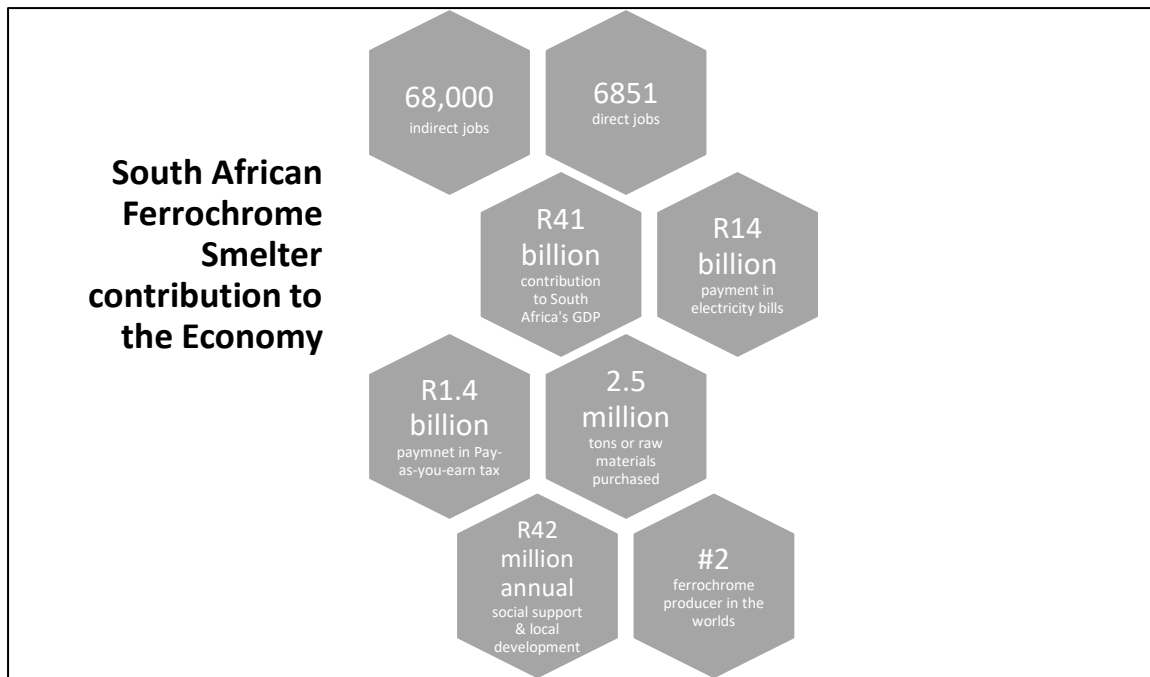 South African
Ferrochrome
Smelter
contribution to
the Economy
68,000
indirect jobs
6851
direct jobs
R41
billion
contribution
to South
Africa's GDP
R14
billion
payment in
electricity bills
R1.4
billion
paymnet in Pay-
as-you-earn tax
2.5
million
tons or raw
materials
purchased
R42
million
annual
social support
& local
development
#2
ferrochrome
producer in the
worlds